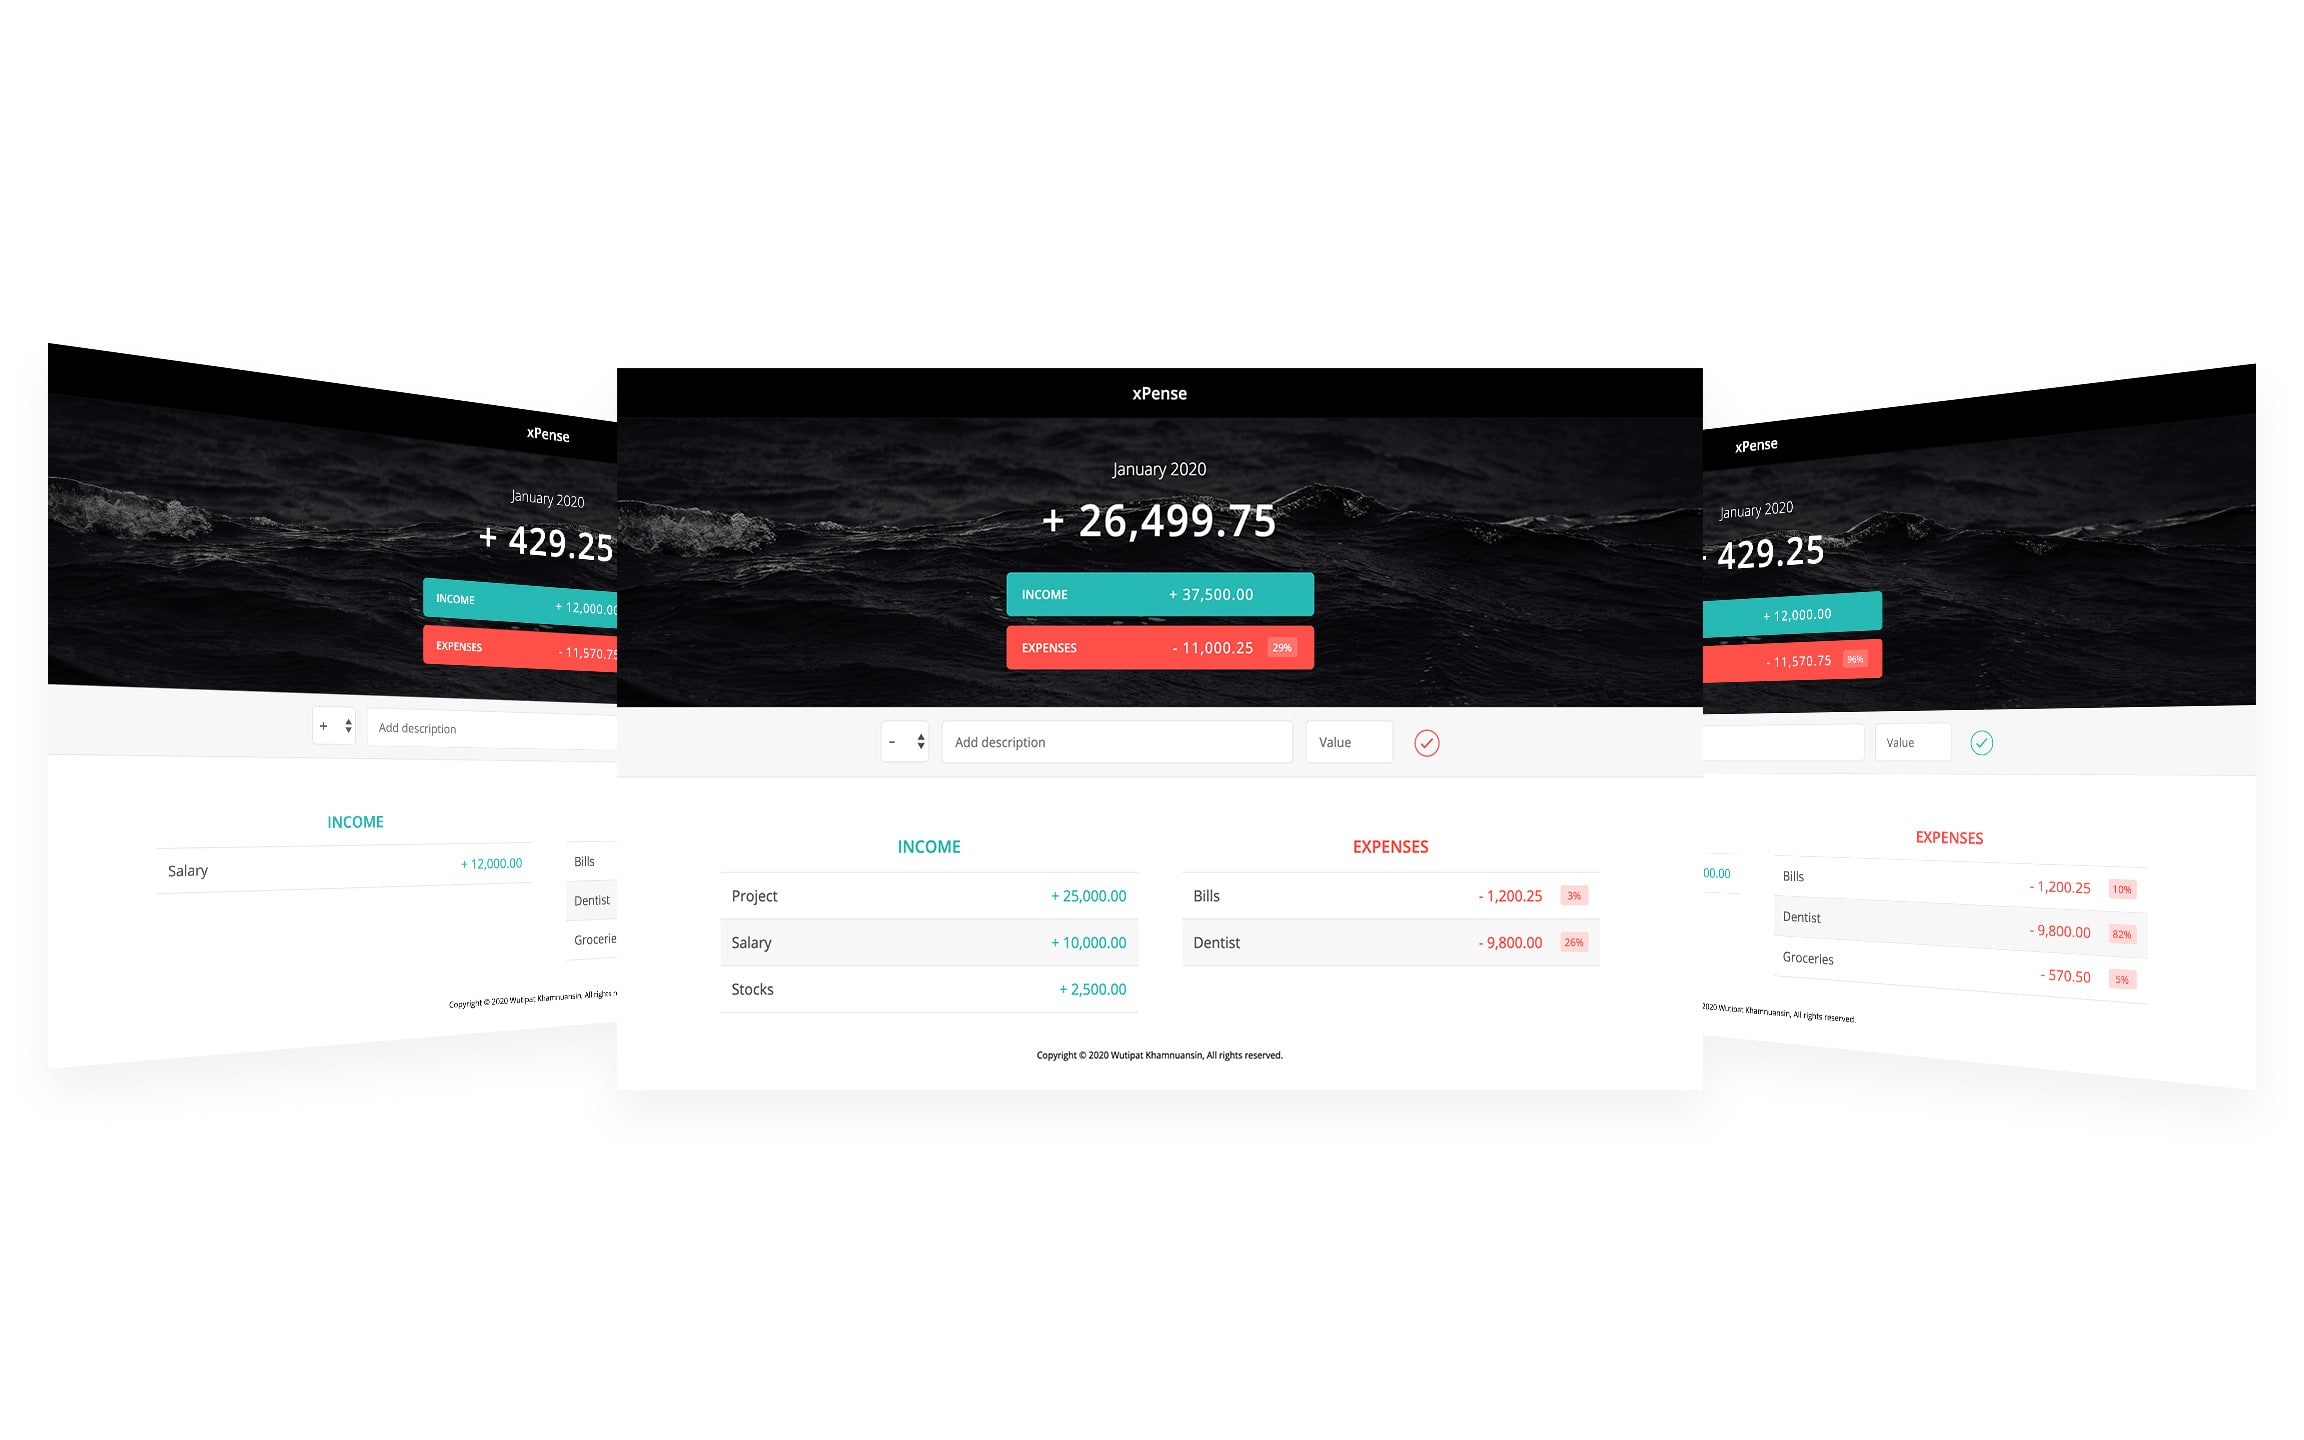 xPense
January 2020
+ 429.25
INCOME + 12,000.00
EXPENSES - 11,570.75
+ Add description
INCOME
Salary + 12,000.00
Bills
Dentist
Groceries
Copyright © 2020 Wutipat Khamnuansin, All rights
xPense
January 2020
+ 26,499.75
INCOME + 37,500.00
EXPENSES - 11,000.25 29%
- Add description Value
INCOME
Project + 25,000.00
Salary + 10,000.00
Stocks + 2,500.00
EXPENSES
Bills - 1,200.25 3%
Dentist - 9,800.00 26%
Copyright © 2020 Wutipat Khamnuansin, All rights reserved.
xPense
January 2020
429.25
+ 12,000.00
- 11,570.75 96%
Value
00.00
EXPENSES
Bills - 1,200.25 10%
Dentist - 9,800.00 82%
Groceries - 570.50 5%
2020 Wutipat Khamnuansin, All rights reserved.